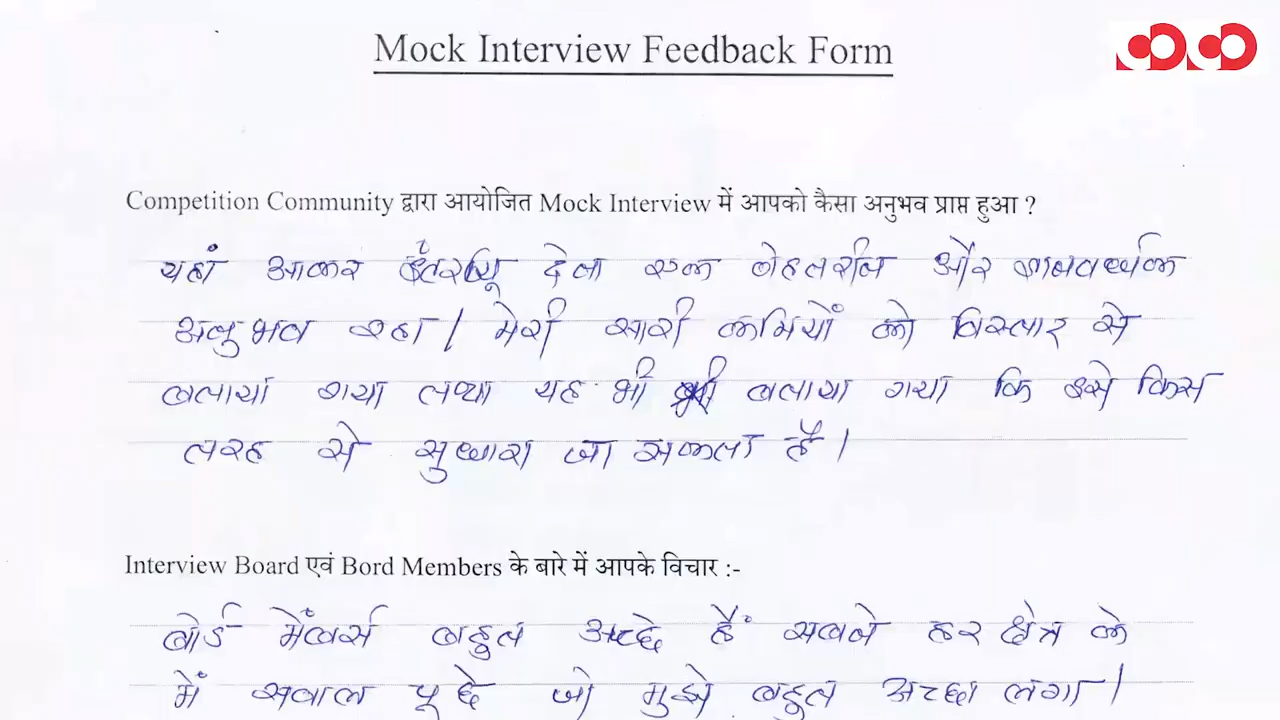 Mock Interview Feedback Form
Competition Community द्वारा आयोजित Mock Interview में आपको कैसा अनुभव प्राप्त हुआ ?
यहाँ आकर इंटरव्यू देना एक बेहतरीन और लाभवर्धक
अनुभव रहा। मेरी सारी कमियों को विस्तार से
बताया गया तथा यह भी बताया गया कि इसे किस
तरह से सुधारा जा सकता है।
Interview Board एवं Bord Members के बारे में आपके विचार :-
बोर्ड मेंबर्स बहुत अच्छे हैं सबने हर क्षेत्र के
में सवाल पूछे जो मुझे बहुत अच्छा लगा।